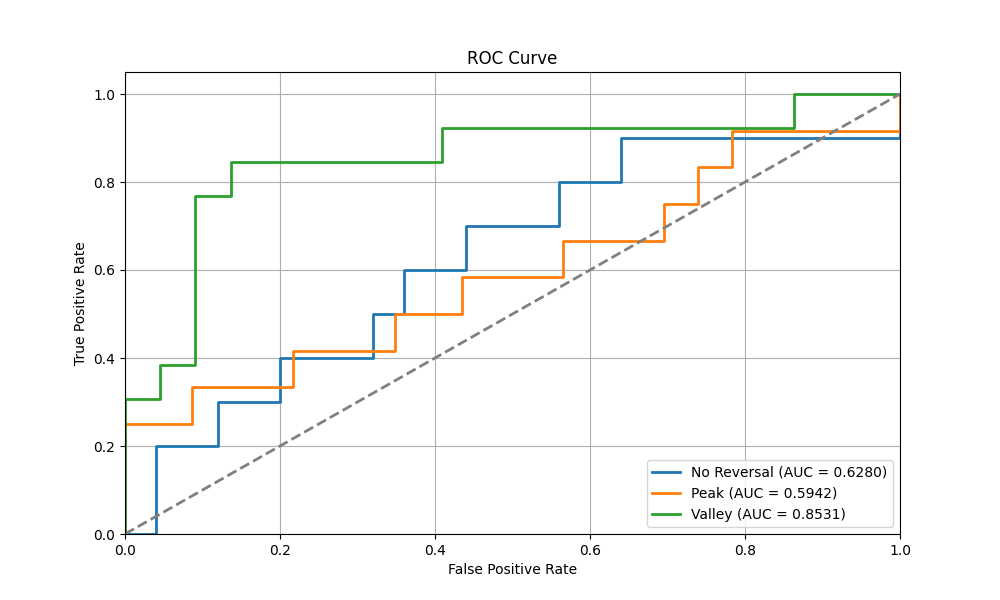 ROC Curve
True Positive Rate
1.0
0.8
0.6
0.4
0.2
0.0
0.0 0.2 0.4 0.6 0.8 1.0
False Positive Rate
No Reversal (AUC = 0.6280)
Peak (AUC = 0.5942)
Valley (AUC = 0.8531)